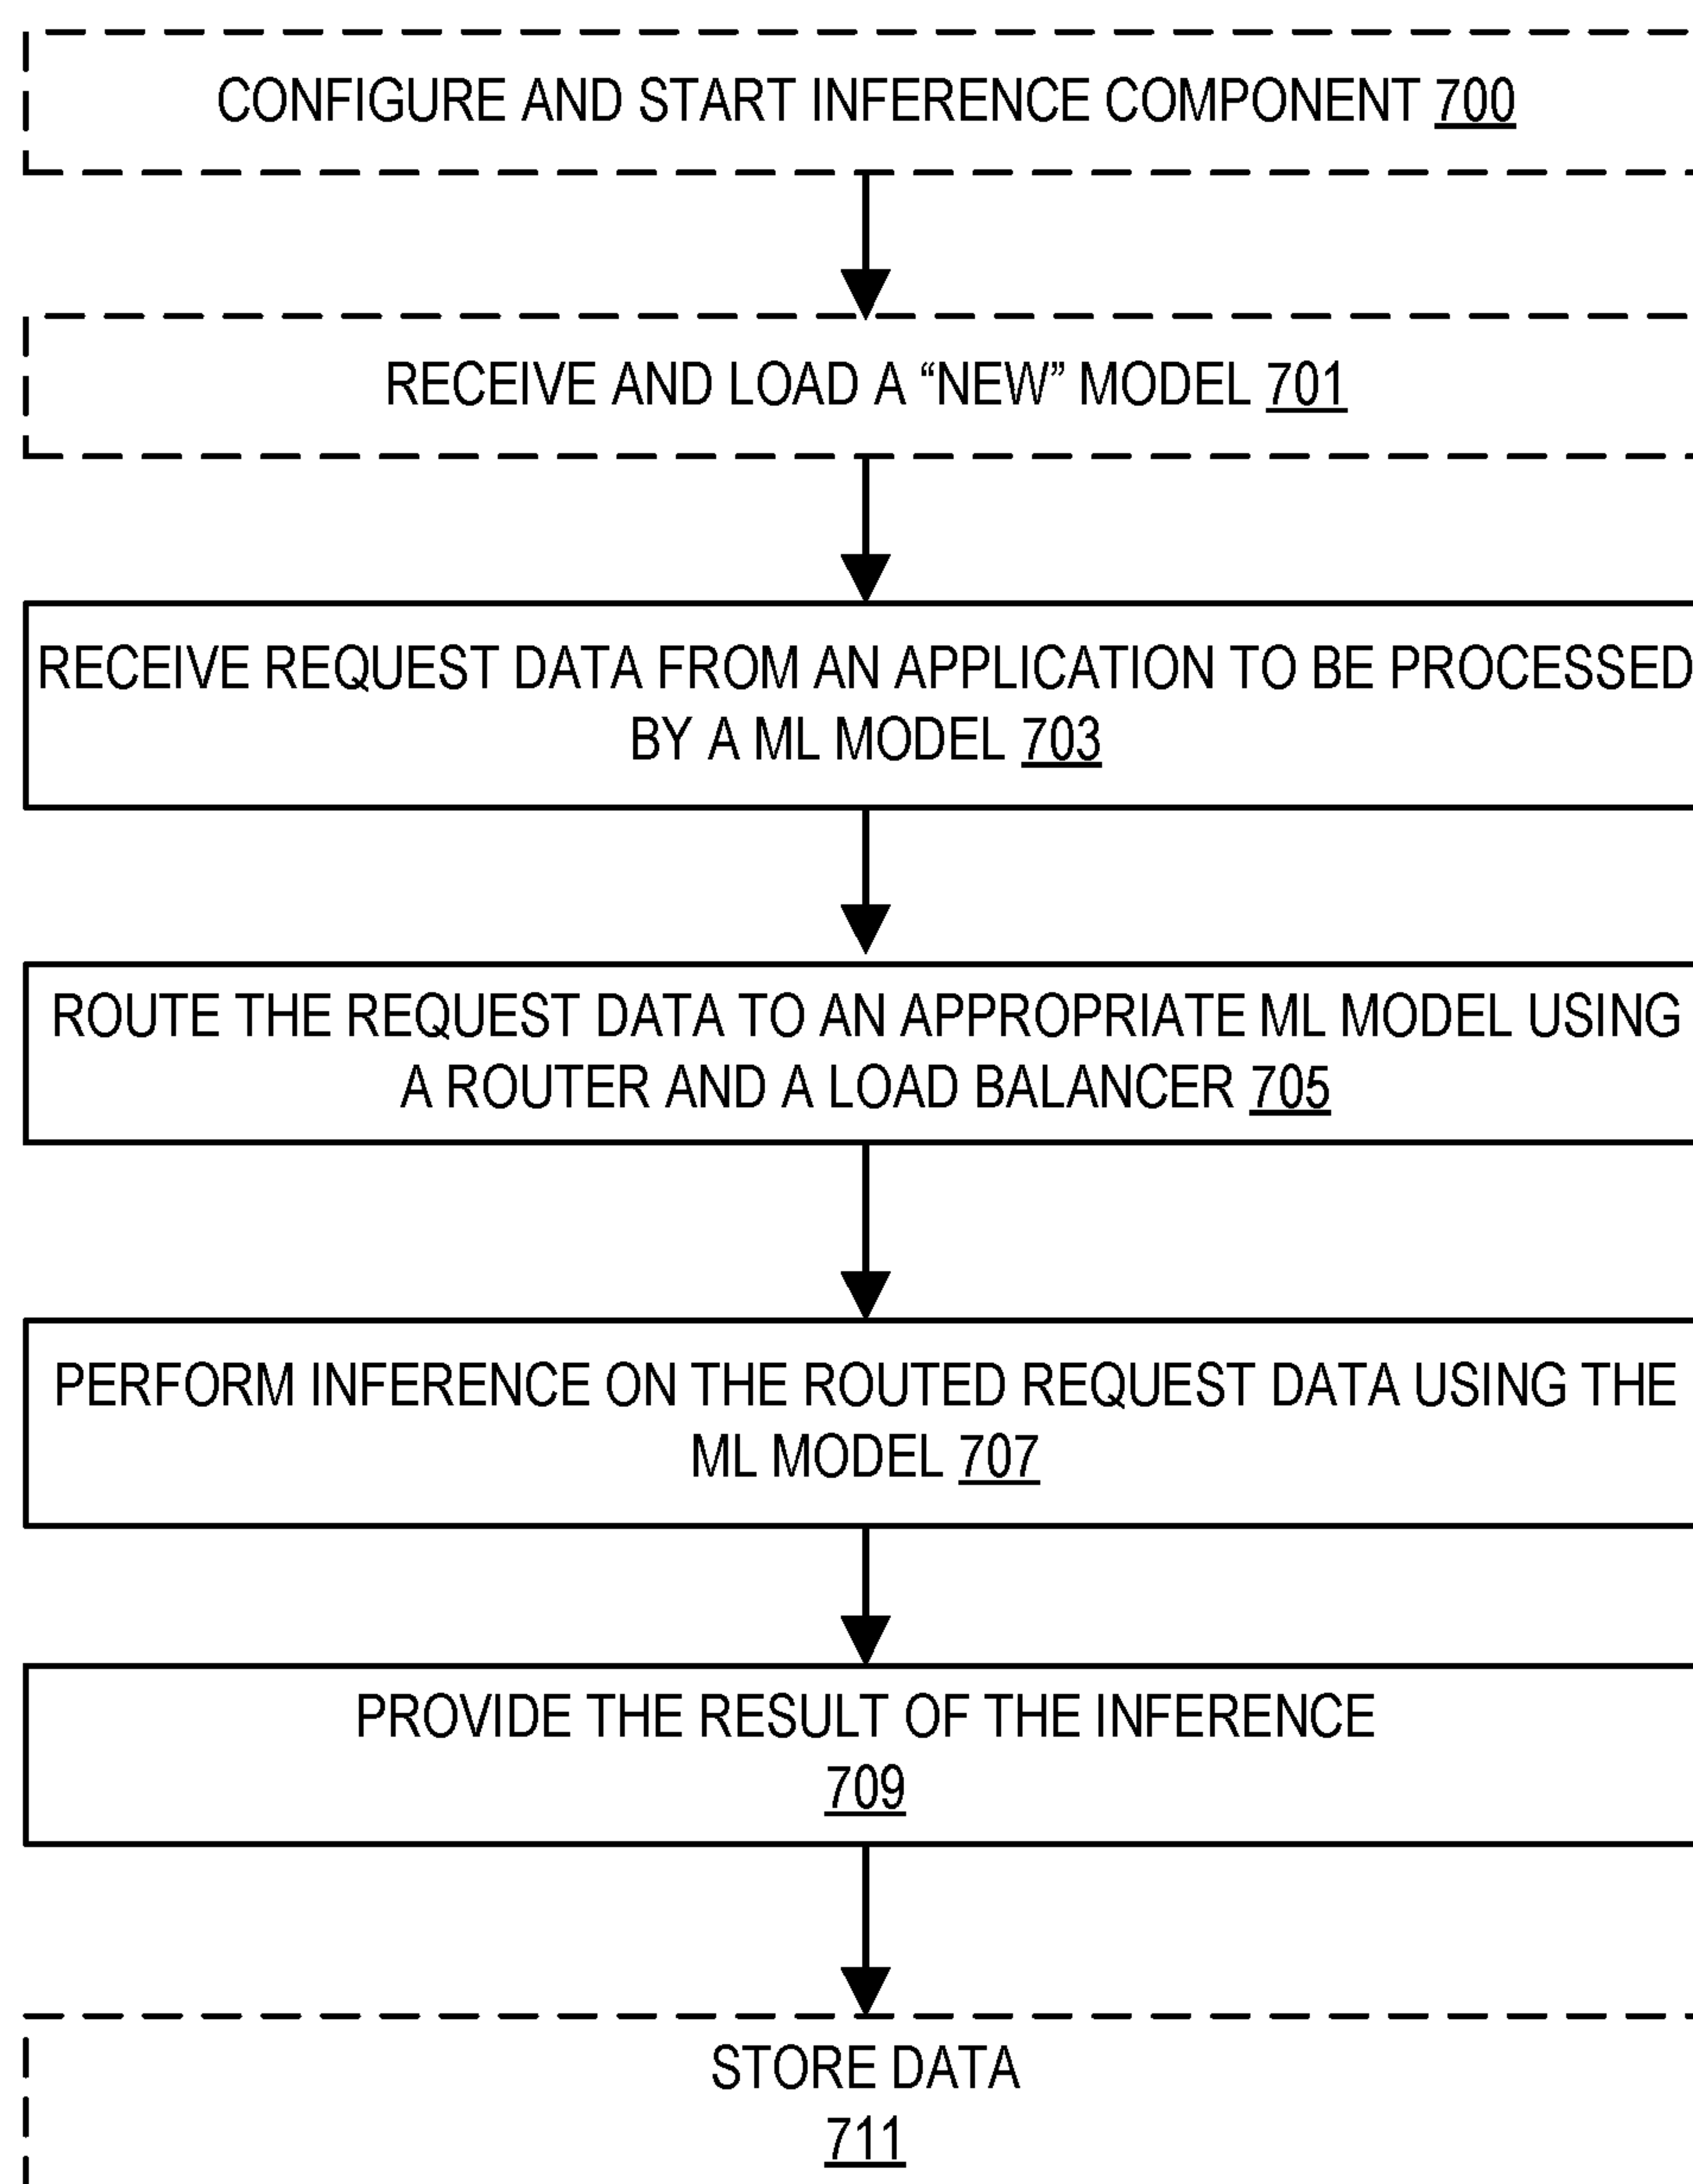 CONFIGURE AND START INFERENCE COMPONENT 700
RECEIVE AND LOAD A “NEW” MODEL 701
RECEIVE REQUEST DATA FROM AN APPLICATION TO BE PROCESSED
BY A ML MODEL 703
ROUTE THE REQUEST DATA TO AN APPROPRIATE ML MODEL USING
A ROUTER AND A LOAD BALANCER 705
PERFORM INFERENCE ON THE ROUTED REQUEST DATA USING THE
ML MODEL 707
PROVIDE THE RESULT OF THE INFERENCE
709
STORE DATA
711